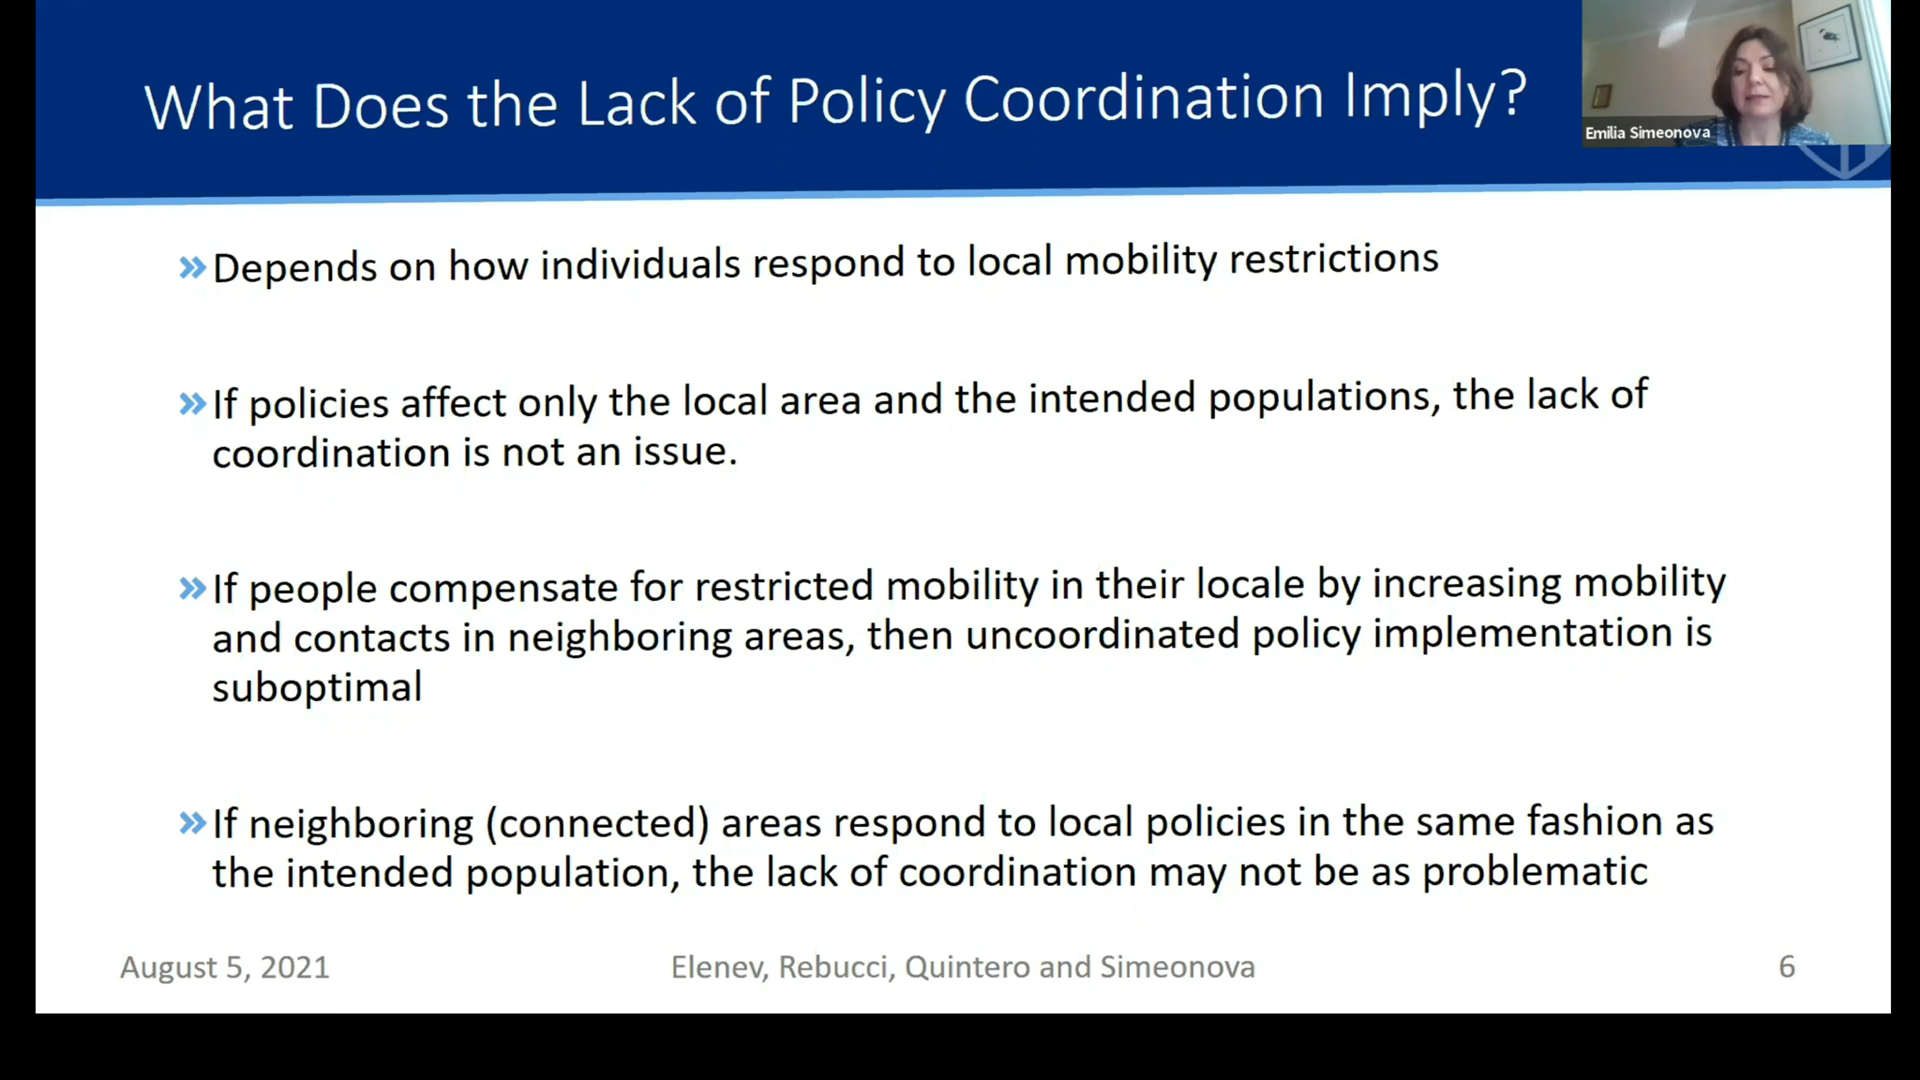 What Does the Lack of Policy Coordination Imply?
Emilia Simeonova
» Depends on how individuals respond to local mobility restrictions
» If policies affect only the local area and the intended populations, the lack of
coordination is not an issue.
» If people compensate for restricted mobility in their locale by increasing mobility
and contacts in neighboring areas, then uncoordinated policy implementation is
suboptimal
» If neighboring (connected) areas respond to local policies in the same fashion as
the intended population, the lack of coordination may not be as problematic
August 5, 2021
Elenev, Rebucci, Quintero and Simeonova
6